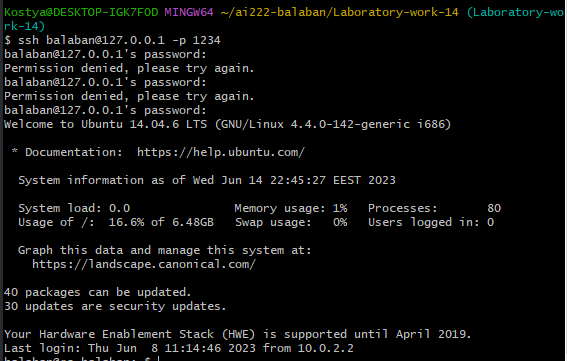 Kostya@DESKTOP-IGK7FOD MINGW64 ~/ai222-balaban/Laboratory-work-14 (Laboratory-wo
rk-14)
$ ssh balaban@127.0.0.1 -p 1234
balaban@127.0.0.1's password:
Permission denied, please try again.
balaban@127.0.0.1's password:
Permission denied, please try again.
balaban@127.0.0.1's password:
Welcome to Ubuntu 14.04.6 LTS (GNU/Linux 4.4.0-142-generic i686)
* Documentation:  https://help.ubuntu.com/
System information as of Wed Jun 14 22:45:27 EEST 2023
System load: 0.0 Memory usage: 1% Processes: 80
Usage of /: 16.6% of 6.48GB Swap usage: 0% Users logged in: 0
Graph this data and manage this system at:
https://landscape.canonical.com/
40 packages can be updated.
30 updates are security updates.
Your Hardware Enablement Stack (HWE) is supported until April 2019.
Last login: Thu Jun  8 11:14:46 2023 from 10.0.2.2